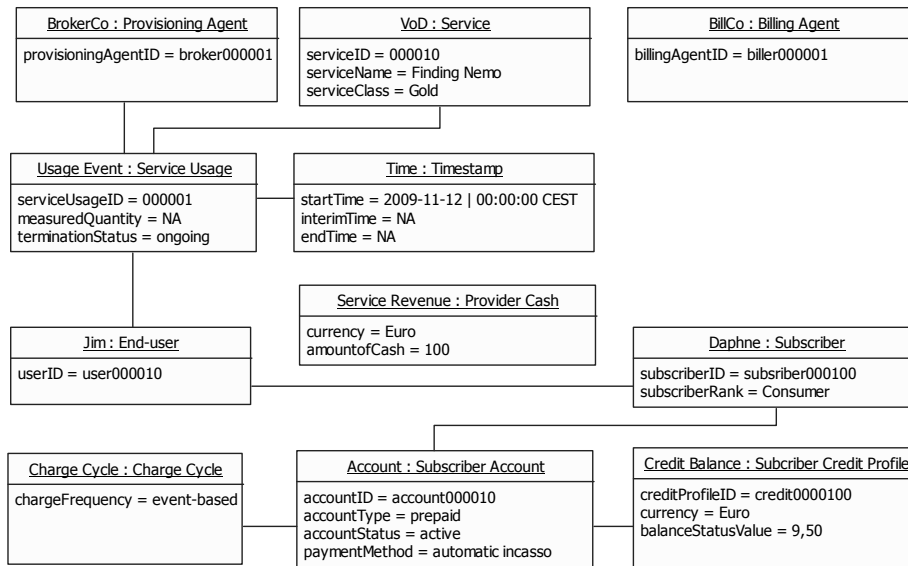 BrokerCo : Provisioning Agent
provisioningAgentID = broker000001
VoD : Service
serviceID = 000010
serviceName = Finding Nemo
serviceClass = Gold
BillCo : Billing Agent
billingAgentID = biller000001
Usage Event : Service Usage
serviceUsageID = 000001
measuredQuantity = NA
terminationStatus = ongoing
Time : Timestamp
startTime = 2009-11-12 | 00:00:00 CEST
interimTime = NA
endTime = NA
Service Revenue : Provider Cash
currency = Euro
amountofCash = 100
Jim : End-user
userID = user000010
Daphne : Subscriber
subscriberID = subsriber000100
subscriberRank = Consumer
Charge Cycle : Charge Cycle
chargeFrequency = event-based
Account : Subscriber Account
accountID = account000010
accountType = prepaid
accountStatus = active
paymentMethod = automatic incasso
Credit Balance : Subcriber Credit Profile
creditProfileID = credit0000100
currency = Euro
balanceStatusValue = 9,50